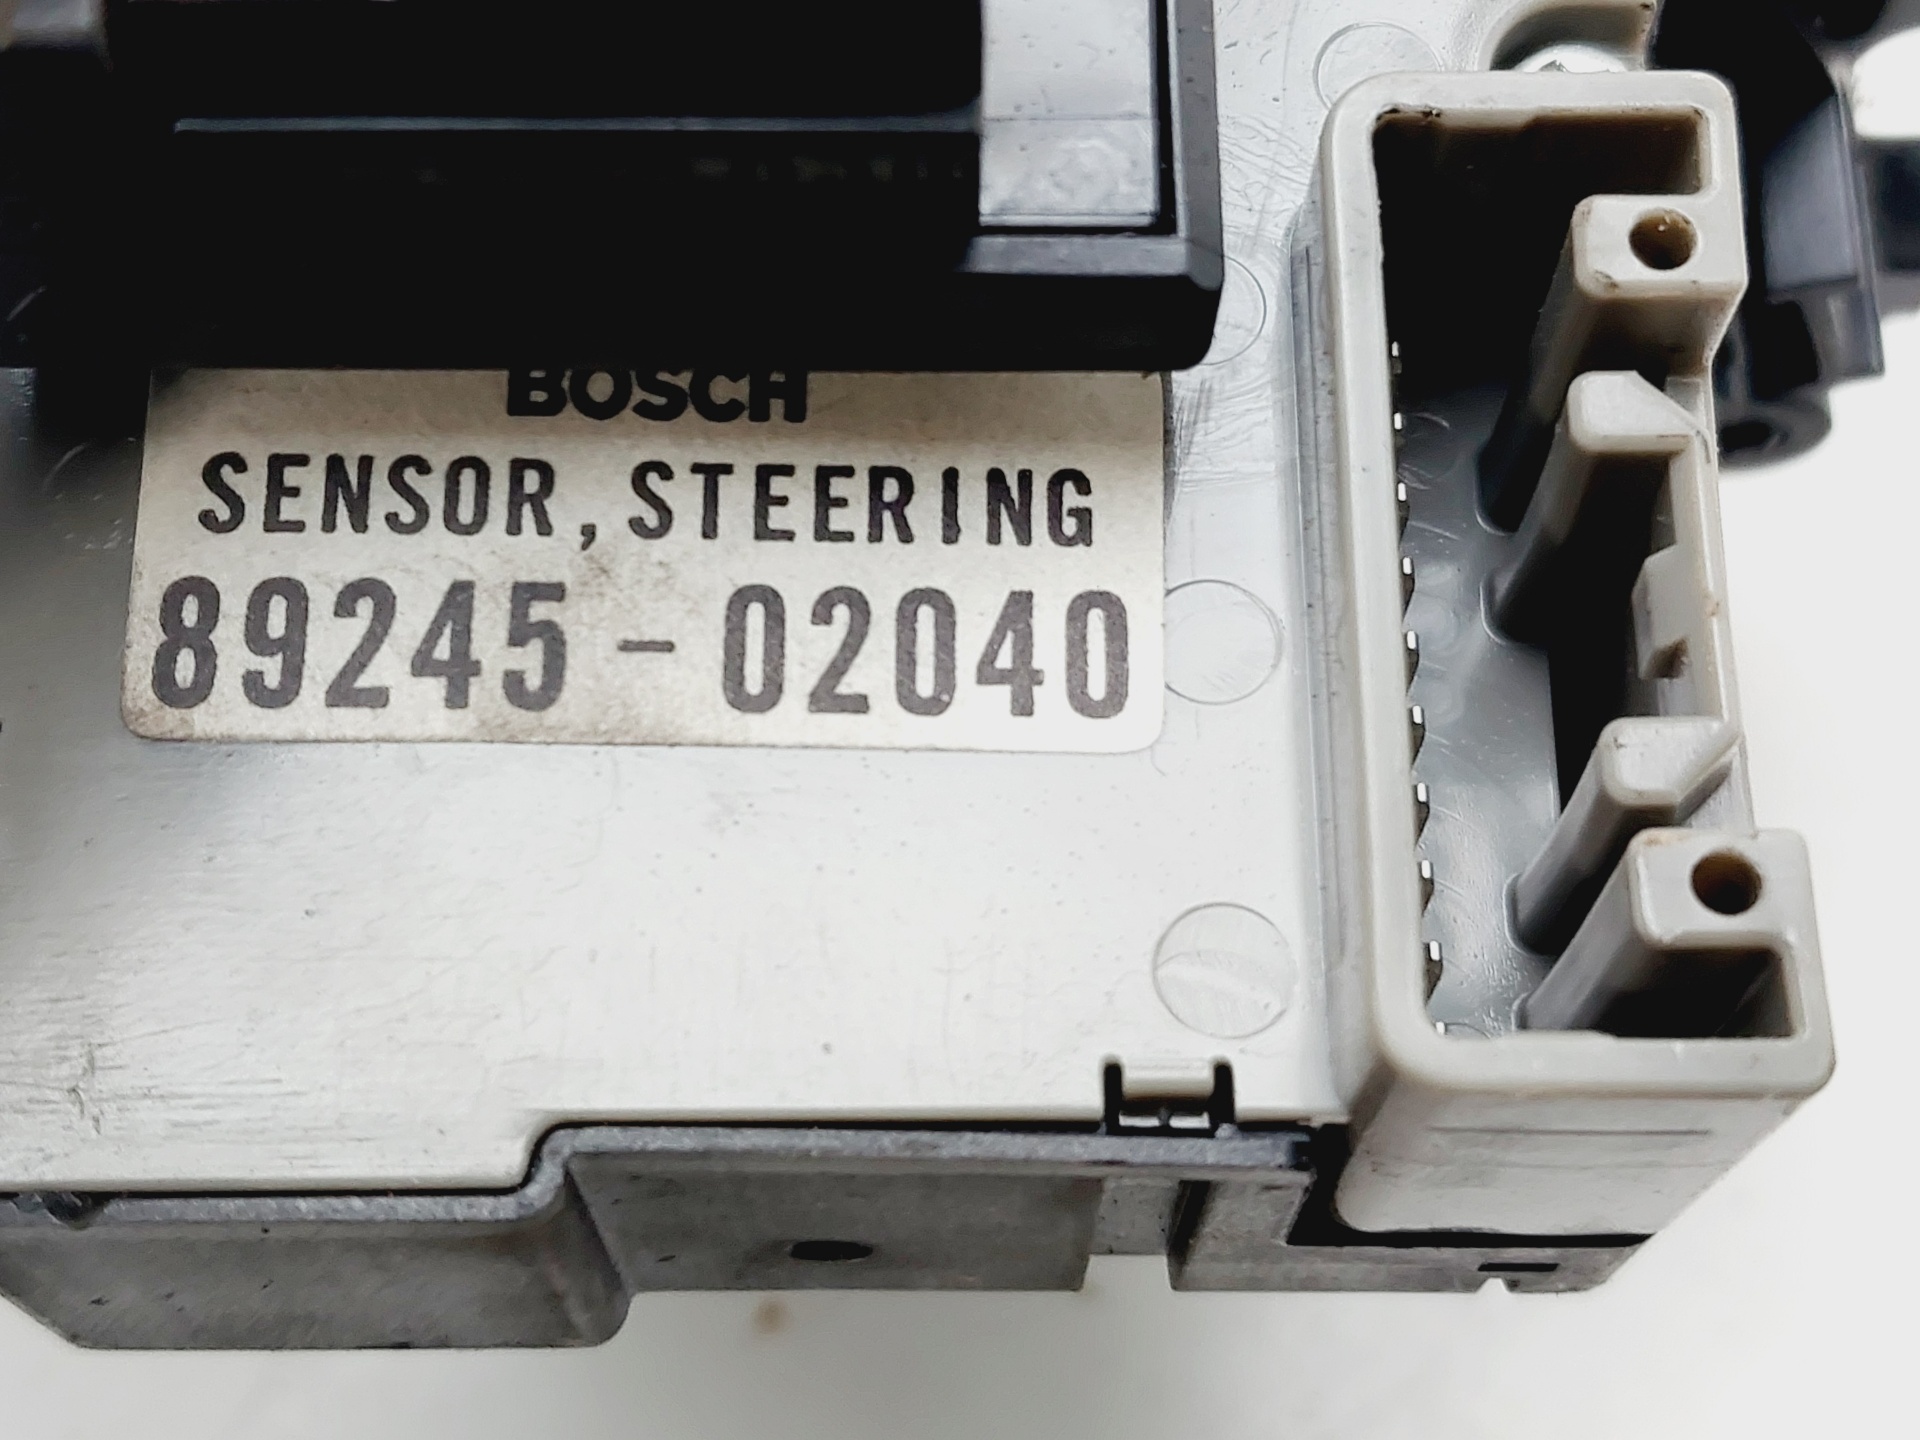 BOSCH
SENSOR, STEERING
89245-02040